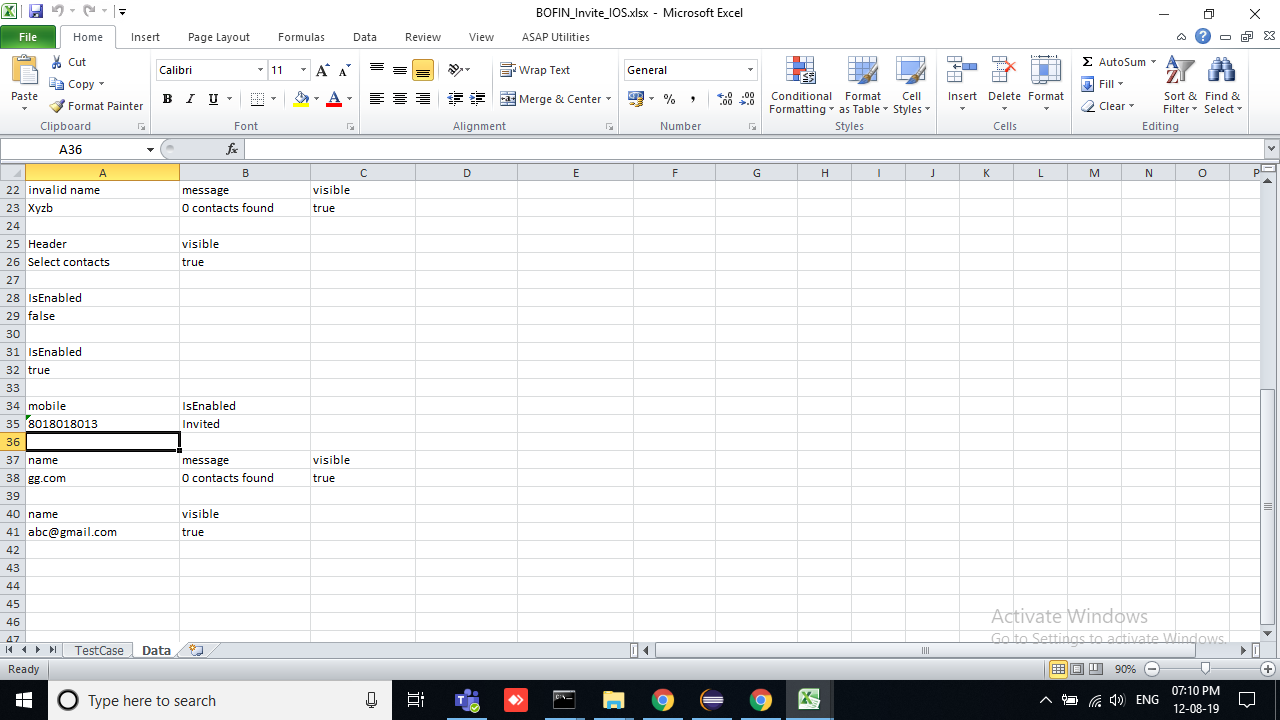 BOFIN_Invite_IOS.xlsx - Microsoft Excel
File Home Insert Page Layout Formulas Data Review View ASAP Utilities
Paste
Cut
Copy
Format Painter
Clipboard
Calibri 11
B I U
Font
Wrap Text
Merge & Center
Alignment
General
Number
Conditional Formatting
Format as Table
Cell Styles
Styles
Insert Delete Format
Cells
AutoSum
Fill
Clear
Sort & Filter
Find & Select
Editing
A36 fx
A B C D E F G H I J K L M N O P
22 invalid name message visible
23 Xyzb 0 contacts found true
24
25 Header visible
26 Select contacts true
27
28 IsEnabled
29 false
30
31 IsEnabled
32 true
33
34 mobile IsEnabled
35 8018018013 Invited
36
37 name message visible
38 gg.com 0 contacts found true
39
40 name visible
41 abc@gmail.com true
42
43
44
45
46
47
Activate Windows
Go to Settings to activate Windows.
TestCase Data
Ready 90%
Type here to search
ENG
07:10 PM
12-08-19